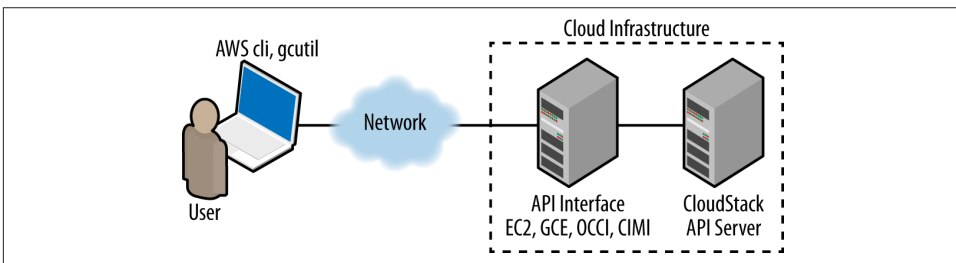 Cloud Infrastructure
AWS cli, gcutil
Network
User
API Interface
EC2, GCE, OCCI, CIMI
CloudStack
API Server